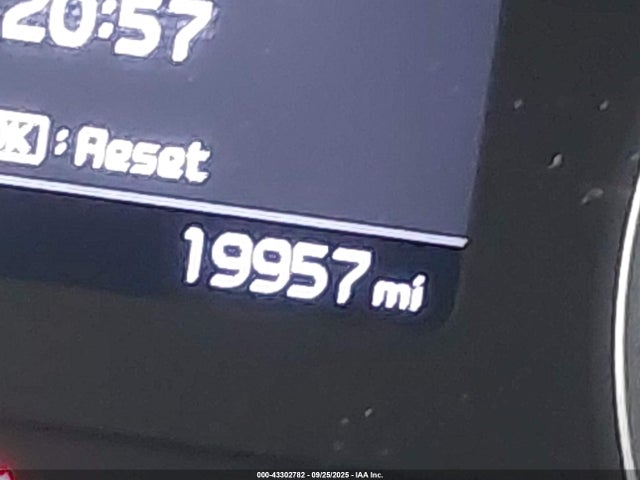 20:57
OK : Reset
19957 mi
000-43302782 - 09/25/2025 - IAA Inc.